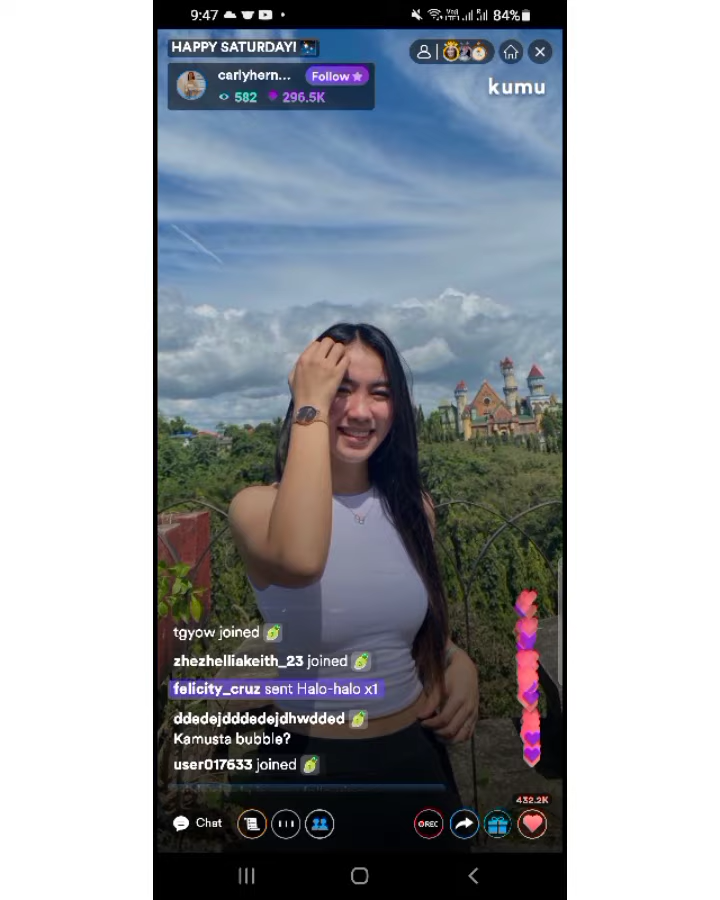 9:47
84%
HAPPY SATURDAY!
carlyhern... Follow
582 296.5K
kumu
tgyow joined
zhezhelliakeith_23 joined
felicity_cruz sent Halo-halo x1
ddedejdddedejdhwdded
Kamusta bubble?
user017633 joined
432.2K
Chat
REC